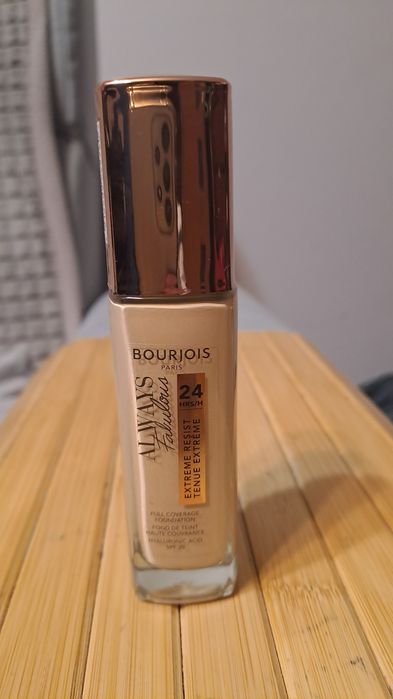 BOURJOIS
PARIS
ALWAYS
Fabulous
24
HRS/H
EXTREME RESIST
TENUE EXTRÊME
FULL COVERAGE
FOUNDATION
FOND DE TEINT
HAUTE COUVRANCE
HYALURONIC ACID
SPF 20